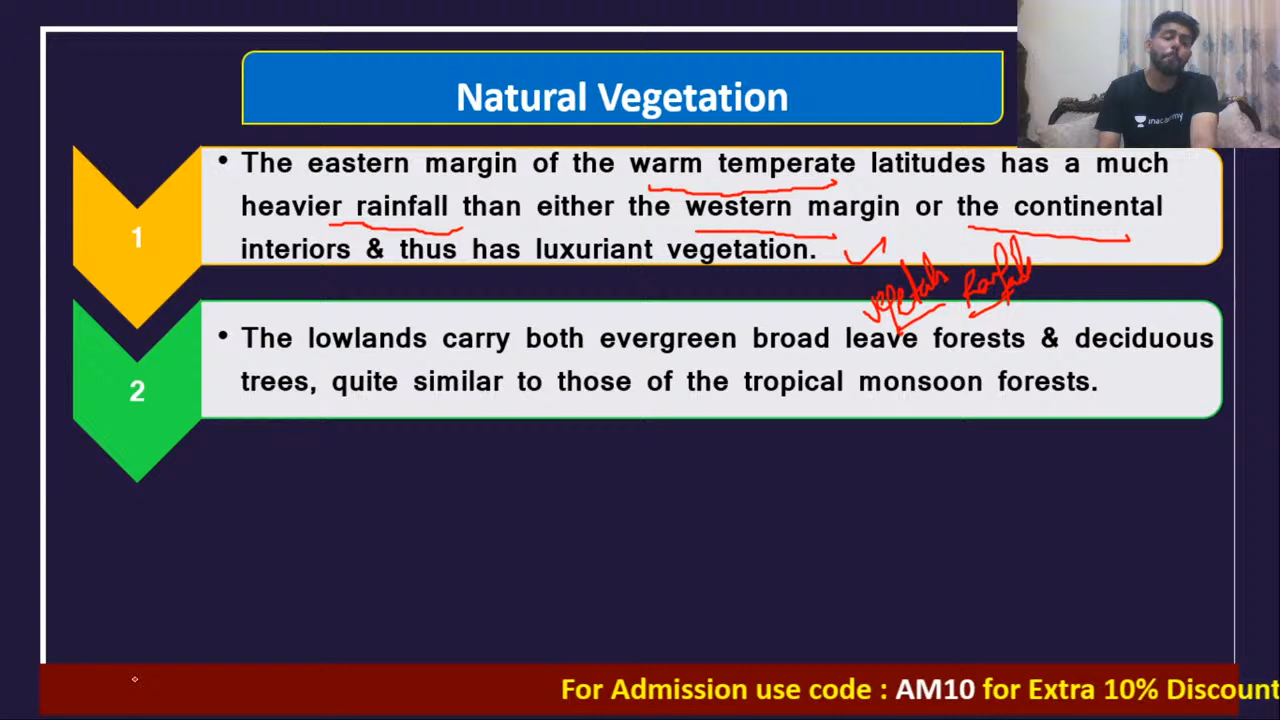 Natural Vegetation
1
• The eastern margin of the warm temperate latitudes has a much
heavier rainfall than either the western margin or the continental
interiors & thus has luxuriant vegetation.
2
• The lowlands carry both evergreen broad leave forests & deciduous
trees, quite similar to those of the tropical monsoon forests.
For Admission use code : AM10 for Extra 10% Discount